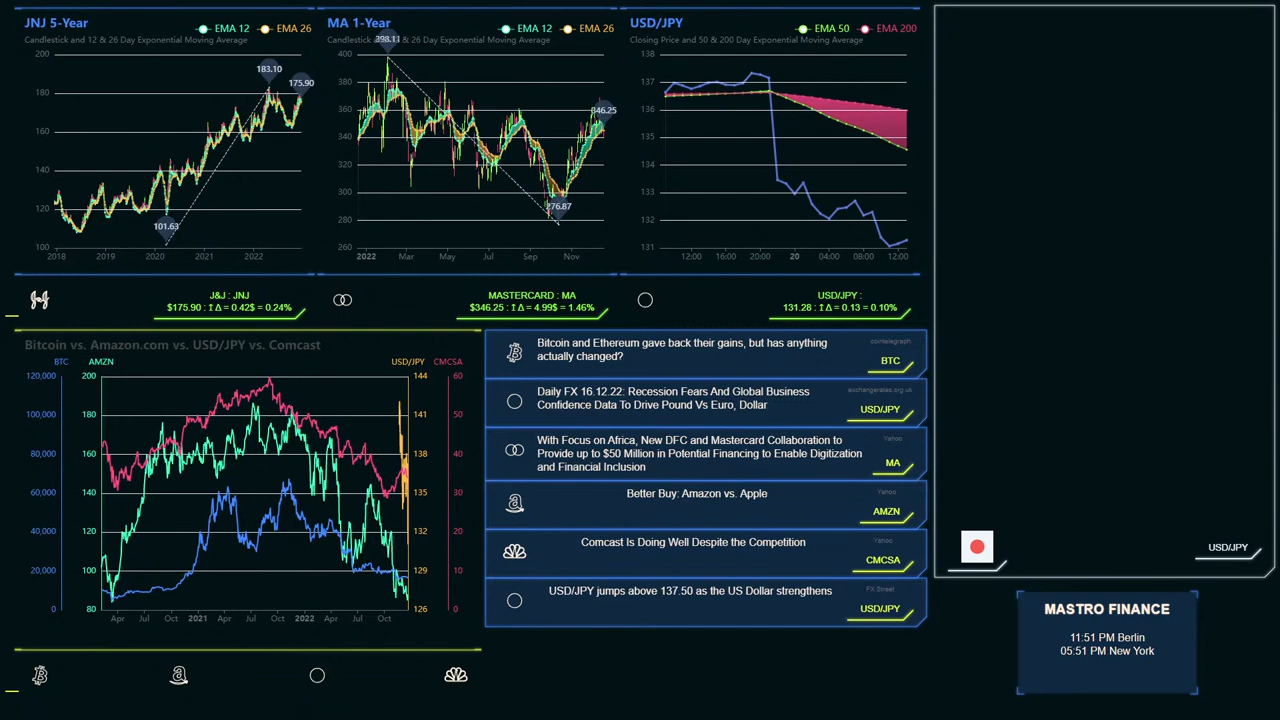 JNJ 5-Year
EMA 12 EMA 26
Candlestick and 12 & 26 Day Exponential Moving Average
200
180
160
140
120
100
183.10
175.90
101.63
2018 2019 2020 2021 2022
MA 1-Year
EMA 12 EMA 26
& 26 Day Exponential Moving Average
398.11
400
380
360
340
320
300
280
260
346.25
276.87
2022 Mar May Jul Sep Nov
USD/JPY
EMA 50 EMA 200
Closing Price and 50 & 200 Day Exponential Moving Average
138
137
136
135
134
133
132
131
12:00 16:00 20:00 20 04:00 08:00 12:00
J&J : JNJ
$175.90 : ↥ Δ = 0.42$ = 0.24%
MASTERCARD : MA
$346.25 : ↥ Δ = 4.99$ = 1.46%
USD/JPY :
131.28 : ↥ Δ = 0.13 = 0.10%
Bitcoin vs. Amazon.com vs. USD/JPY vs. Comcast
BTC AMZN USD/JPY CMCSA
120,000 200 144 60
100,000 180 141 50
80,000 160 138 40
60,000 140 135 30
40,000 120 132 20
20,000 100 129 10
0 80 126 0
Apr Jul Oct 2021 Apr Jul Oct 2022 Apr Jul Oct
Bitcoin and Ethereum gave back their gains, but has anything
actually changed?
cointelegraph
BTC
Daily FX 16.12.22: Recession Fears And Global Business
Confidence Data To Drive Pound Vs Euro, Dollar
exchangerates.org.uk
USD/JPY
With Focus on Africa, New DFC and Mastercard Collaboration to
Provide up to $50 Million in Potential Financing to Enable Digitization
and Financial Inclusion
Yahoo
MA
Better Buy: Amazon vs. Apple
Yahoo
AMZN
Comcast Is Doing Well Despite the Competition
Yahoo
CMCSA
USD/JPY jumps above 137.50 as the US Dollar strengthens
FX Street
USD/JPY
USD/JPY
MASTRO FINANCE
11:51 PM Berlin
05:51 PM New York